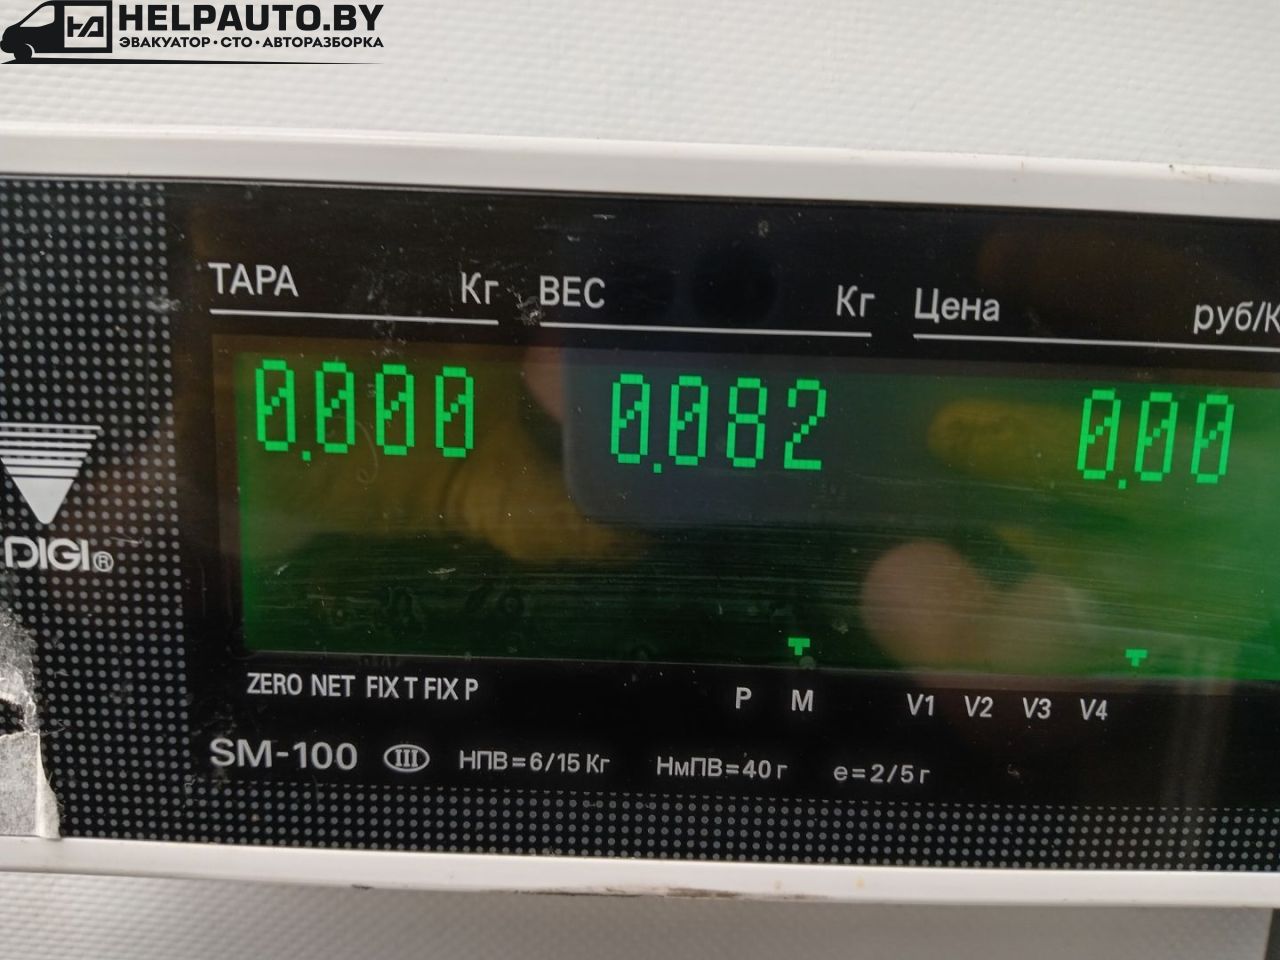 HELPAUTO.BY
ЭВАКУАТОР·СТО·АВТОРАЗБОРКА
ТАРА Кг ВЕС Кг Цена руб/К
0.000 0.082 0.00
DIGI®
ZERO NET FIX T FIX P P M V1 V2 V3 V4
SM-100 III НПВ=6/15 Кг НмПВ=40 г e=2/5 г